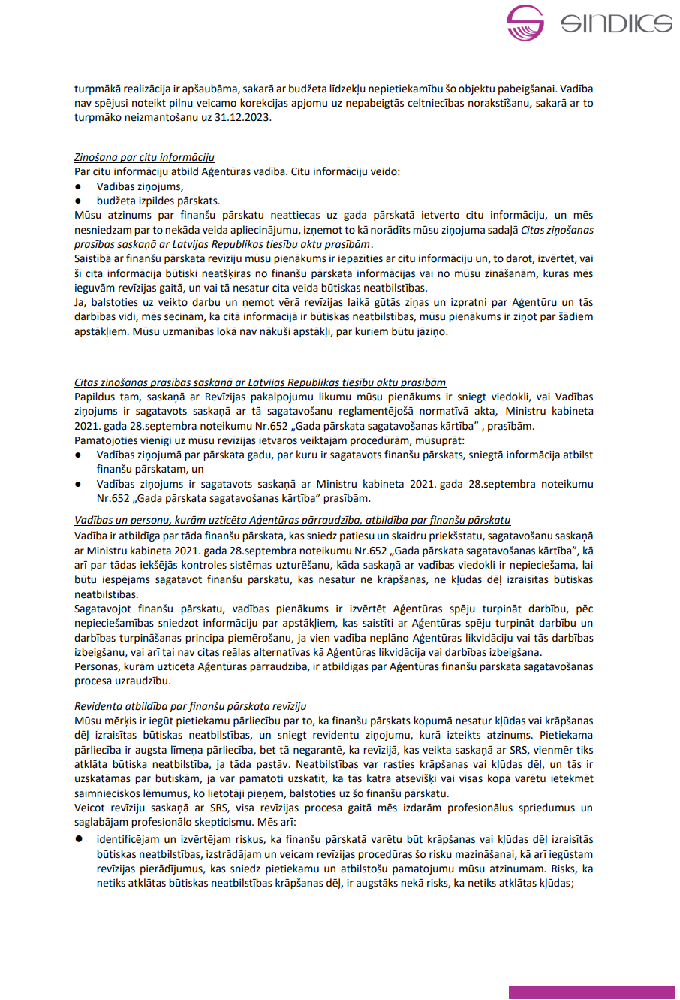 SINDIKS
turpmākā realizācija ir apšaubāma, sakarā ar budžeta līdzekļu nepietiekamību šo objektu pabeigšanai. Vadība
nav spējusi noteikt pilnu veicamo korekcijas apjomu uz nepabeigtās celtniecības norakstīšanu, sakarā ar to
turpmāko neizmantošanu uz 31.12.2023.
Ziņošana par citu informāciju
Par citu informāciju atbild Aģentūras vadība. Citu informāciju veido:
● Vadības ziņojums,
● budžeta izpildes pārskats.
Mūsu atzinums par finanšu pārskatu neattiecas uz gada pārskatā ietverto citu informāciju, un mēs
nesniedzam par to nekāda veida apliecinājumu, izņemot to kā norādīts mūsu ziņojuma sadaļā Citas ziņošanas
prasības saskaņā ar Latvijas Republikas tiesību aktu prasībām.
Saistībā ar finanšu pārskata revīziju mūsu pienākums ir iepazīties ar citu informāciju un, to darot, izvērtēt, vai
šī cita informācija būtiski neatšķiras no finanšu pārskata informācijas vai no mūsu zināšanām, kuras mēs
ieguvām revīzijas gaitā, un vai tā nesatur cita veida būtiskas neatbilstības.
Ja, balstoties uz veikto darbu un ņemot vērā revīzijas laikā gūtās ziņas un izpratni par Aģentūru un tās
darbības vidi, mēs secinām, ka citā informācijā ir būtiskas neatbilstības, mūsu pienākums ir ziņot par šādiem
apstākļiem. Mūsu uzmanības lokā nav nākuši apstākļi, par kuriem būtu jāziņo.
Citas ziņošanas prasības saskaņā ar Latvijas Republikas tiesību aktu prasībām
Papildus tam, saskaņā ar Revīzijas pakalpojumu likumu mūsu pienākums ir sniegt viedokli, vai Vadības
ziņojums ir sagatavots saskaņā ar tā sagatavošanu reglamentējošā normatīvā akta, Ministru kabineta
2021. gada 28.septembra noteikumu Nr.652 „Gada pārskata sagatavošanas kārtība” , prasībām.
Pamatojoties vienīgi uz mūsu revīzijas ietvaros veiktajām procedūrām, mūsuprāt:
● Vadības ziņojumā par pārskata gadu, par kuru ir sagatavots finanšu pārskats, sniegtā informācija atbilst
finanšu pārskatam, un
● Vadības ziņojums ir sagatavots saskaņā ar Ministru kabineta 2021. gada 28.septembra noteikumu
Nr.652 „Gada pārskata sagatavošanas kārtība” prasībām.
Vadības un personu, kurām uzticēta Aģentūras pārraudzība, atbildība par finanšu pārskatu
Vadība ir atbildīga par tāda finanšu pārskata, kas sniedz patiesu un skaidru priekšstatu, sagatavošanu saskaņā
ar Ministru kabineta 2021. gada 28.septembra noteikumu Nr.652 „Gada pārskata sagatavošanas kārtība”, kā
arī par tādas iekšējās kontroles sistēmas uzturēšanu, kāda saskaņā ar vadības viedokli ir nepieciešama, lai
būtu iespējams sagatavot finanšu pārskatu, kas nesatur ne krāpšanas, ne kļūdas dēļ izraisītas būtiskas
neatbilstības.
Sagatavojot finanšu pārskatu, vadības pienākums ir izvērtēt Aģentūras spēju turpināt darbību, pēc
nepieciešamības sniedzot informāciju par apstākļiem, kas saistīti ar Aģentūras spēju turpināt darbību un
darbības turpināšanas principa piemērošanu, ja vien vadība neplāno Aģentūras likvidāciju vai tās darbības
izbeigšanu, vai arī tai nav citas reālas alternatīvas kā Aģentūras likvidācija vai darbības izbeigšana.
Personas, kurām uzticēta Aģentūras pārraudzība, ir atbildīgas par Aģentūras finanšu pārskata sagatavošanas
procesa uzraudzību.
Revidenta atbildība par finanšu pārskata revīziju
Mūsu mērķis ir iegūt pietiekamu pārliecību par to, ka finanšu pārskats kopumā nesatur kļūdas vai krāpšanas
dēļ izraisītas būtiskas neatbilstības, un sniegt revidentu ziņojumu, kurā izteikts atzinums. Pietiekama
pārliecība ir augsta līmeņa pārliecība, bet tā negarantē, ka revīzijā, kas veikta saskaņā ar SRS, vienmēr tiks
atklāta būtiska neatbilstība, ja tāda pastāv. Neatbilstības var rasties krāpšanas vai kļūdas dēļ, un tās ir
uzskatāmas par būtiskām, ja var pamatoti uzskatīt, ka tās katra atsevišķi vai visas kopā varētu ietekmēt
saimnieciskos lēmumus, ko lietotāji pieņem, balstoties uz šo finanšu pārskatu.
Veicot revīziju saskaņā ar SRS, visa revīzijas procesa gaitā mēs izdarām profesionālus spriedumus un
saglabājam profesionālo skepticismu. Mēs arī:
● identificējam un izvērtējam riskus, ka finanšu pārskatā varētu būt krāpšanas vai kļūdas dēļ izraisītās
būtiskas neatbilstības, izstrādājam un veicam revīzijas procedūras šo risku mazināšanai, kā arī iegūstam
revīzijas pierādījumus, kas sniedz pietiekamu un atbilstošu pamatojumu mūsu atzinumam. Risks, ka
netiks atklātas būtiskas neatbilstības krāpšanas dēļ, ir augstāks nekā risks, ka netiks atklātas kļūdas;